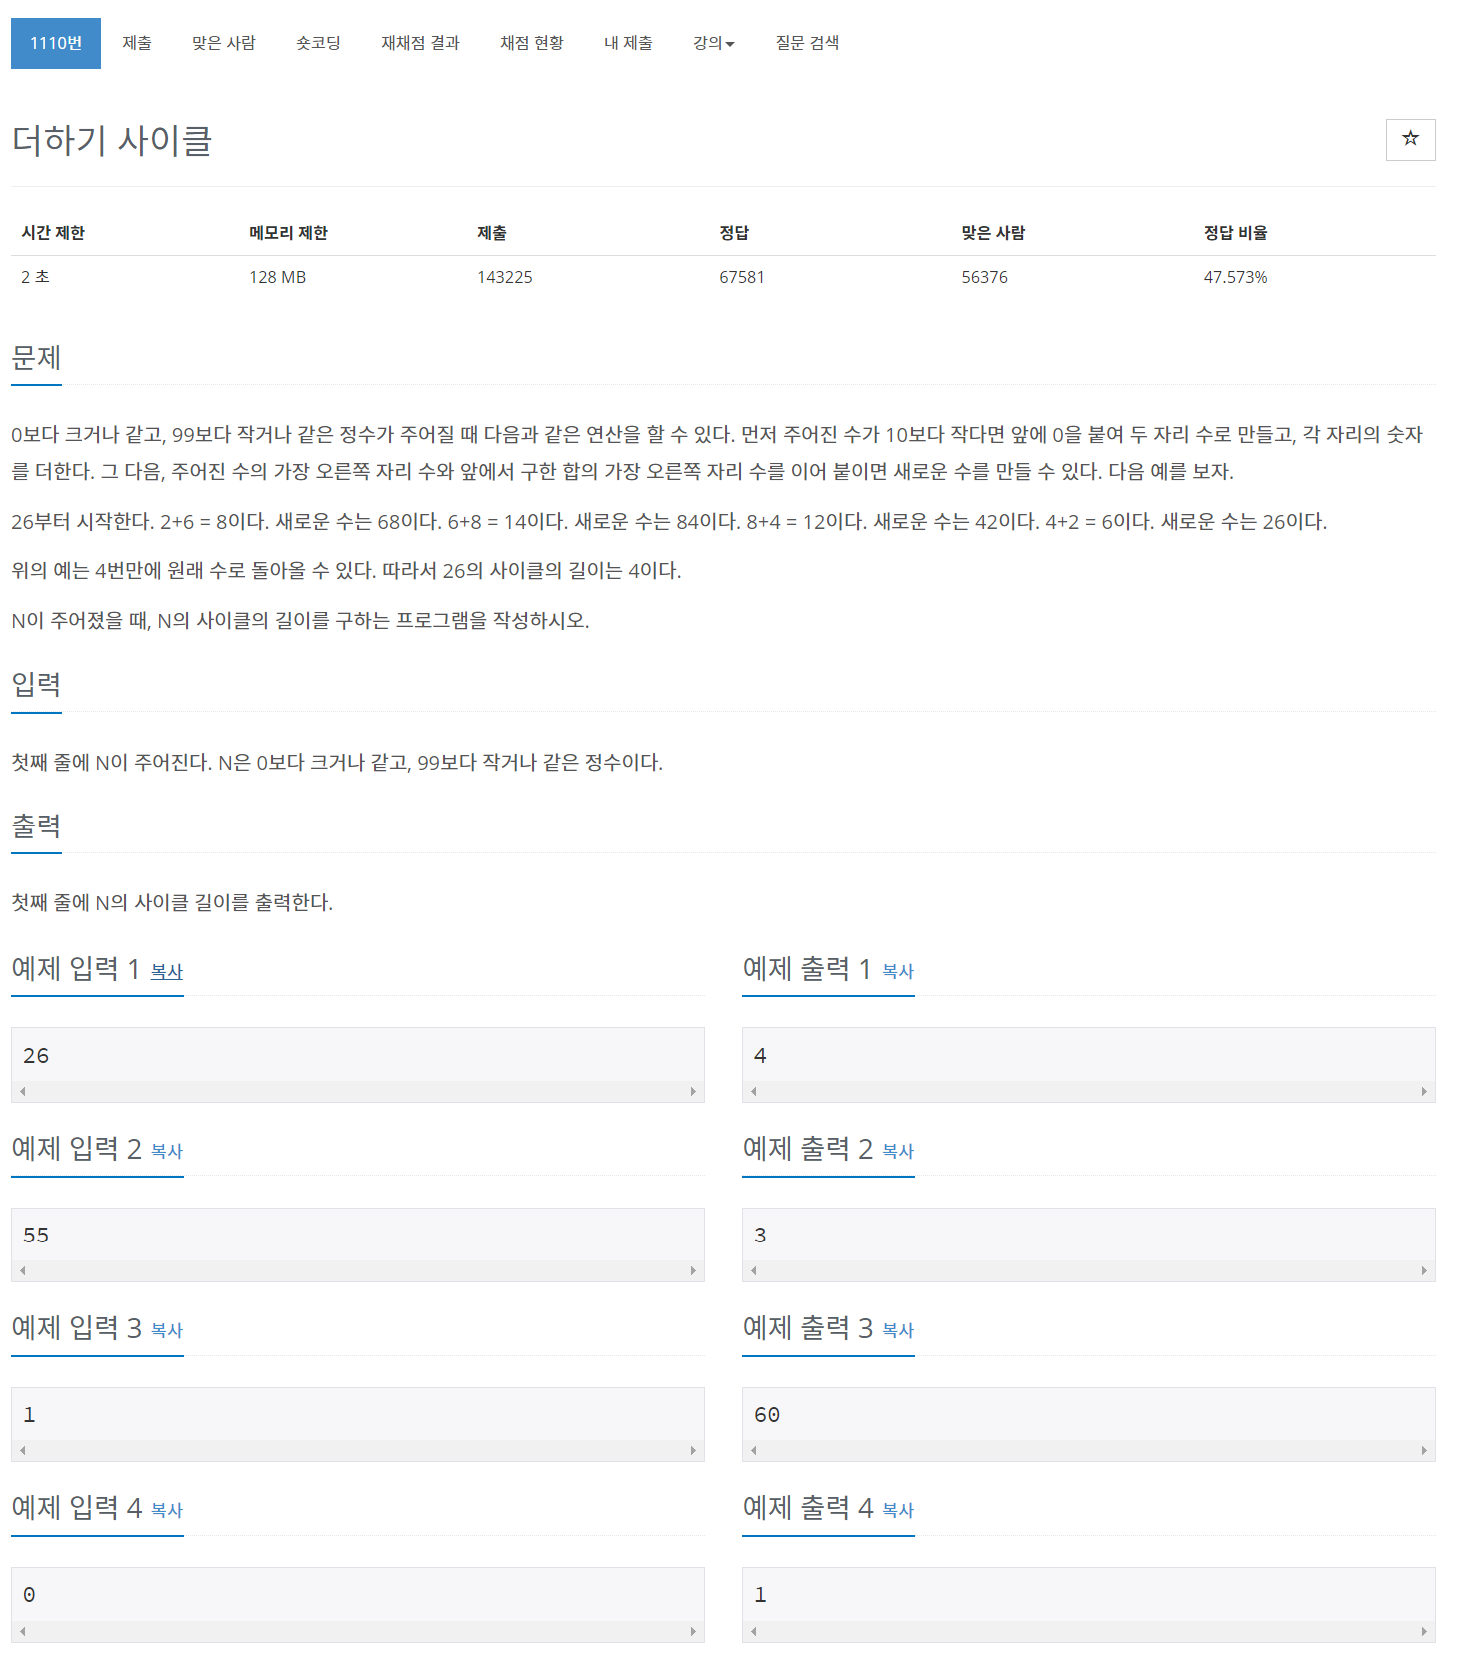 1110번 제출 맞은 사람 숏코딩 재채점 결과 채점 현황 내 제출 강의 질문 검색
더하기 사이클
시간 제한 메모리 제한 제출 정답 맞은 사람 정답 비율
2 초 128 MB 143225 67581 56376 47.573%
문제
0보다 크거나 같고, 99보다 작거나 같은 정수가 주어질 때 다음과 같은 연산을 할 수 있다. 먼저 주어진 수가 10보다 작다면 앞에 0을 붙여 두 자리 수로 만들고, 각 자리의 숫자
를 더한다. 그 다음, 주어진 수의 가장 오른쪽 자리 수와 앞에서 구한 합의 가장 오른쪽 자리 수를 이어 붙이면 새로운 수를 만들 수 있다. 다음 예를 보자.
26부터 시작한다. 2+6 = 8이다. 새로운 수는 68이다. 6+8 = 14이다. 새로운 수는 84이다. 8+4 = 12이다. 새로운 수는 42이다. 4+2 = 6이다. 새로운 수는 26이다.
위의 예는 4번만에 원래 수로 돌아올 수 있다. 따라서 26의 사이클의 길이는 4이다.
N이 주어졌을 때, N의 사이클의 길이를 구하는 프로그램을 작성하시오.
입력
첫째 줄에 N이 주어진다. N은 0보다 크거나 같고, 99보다 작거나 같은 정수이다.
출력
첫째 줄에 N의 사이클 길이를 출력한다.
예제 입력 1 복사 예제 출력 1 복사
26 4
예제 입력 2 복사 예제 출력 2 복사
55 3
예제 입력 3 복사 예제 출력 3 복사
1 60
예제 입력 4 복사 예제 출력 4 복사
0 1